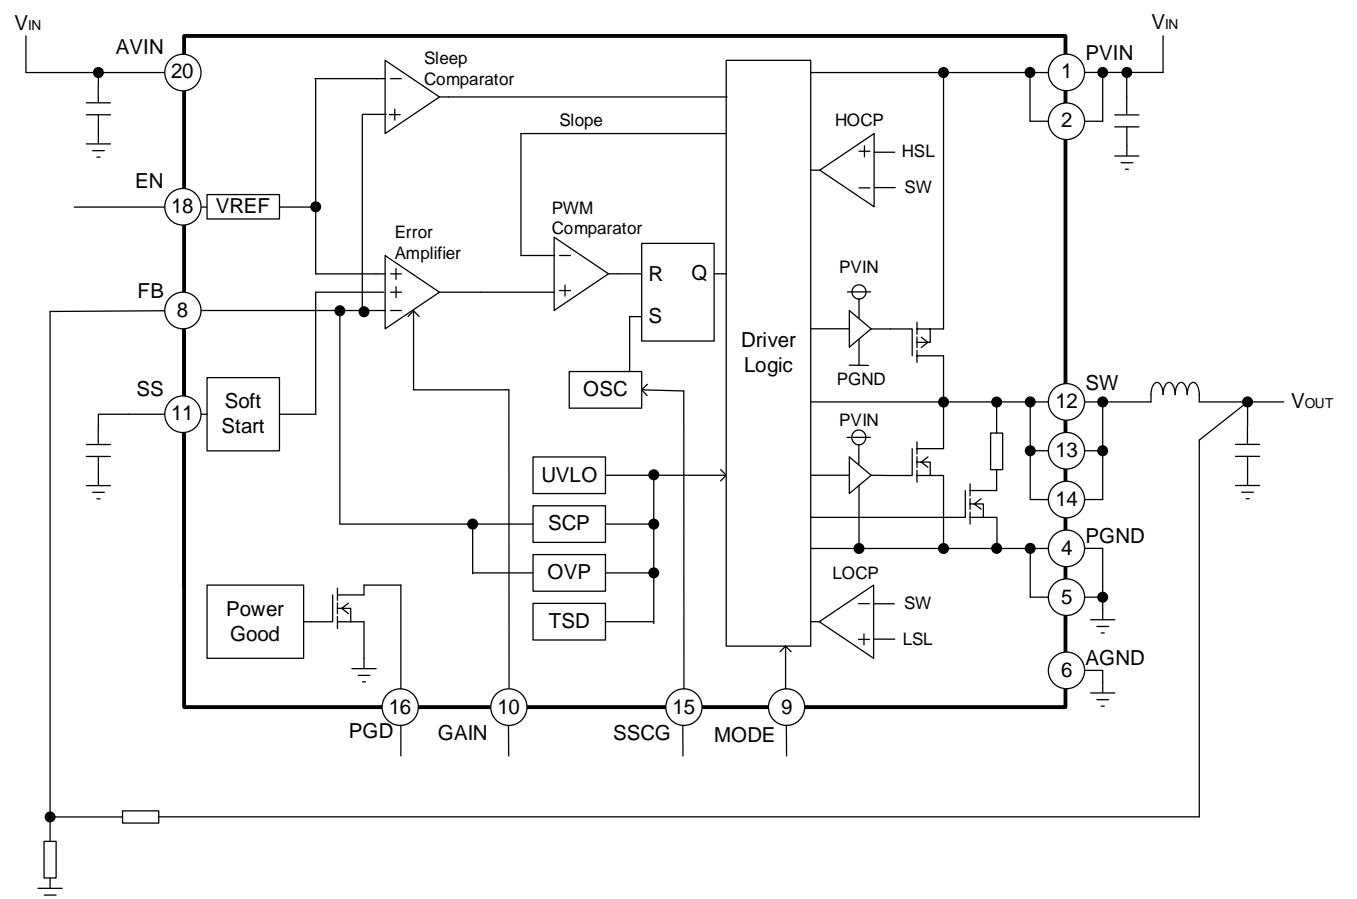 VIN
VIN
AVIN
20
Sleep
Comparator
−
+
1
PVIN
2
Slope
HOCP
+
HSL
−
SW
EN
18
VREF
PWM
Comparator
Error
Amplifier
−
+
R
Q
S
PVIN
+
+
−
FB
8
Driver
Logic
PGND
OSC
SS
11
Soft
Start
12
SW
VOUT
PVIN
13
14
UVLO
SCP
OVP
TSD
4
PGND
5
LOCP
−
SW
+
LSL
Power
Good
6
AGND
16
10
15
9
PGD
GAIN
SSCG
MODE